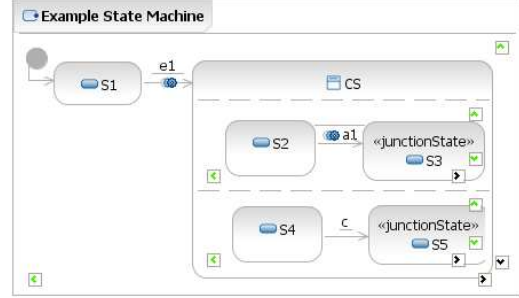 Example State Machine
e1
S1
CS
S2
a1
«junctionState»
S3
S4
c
«junctionState»
S5